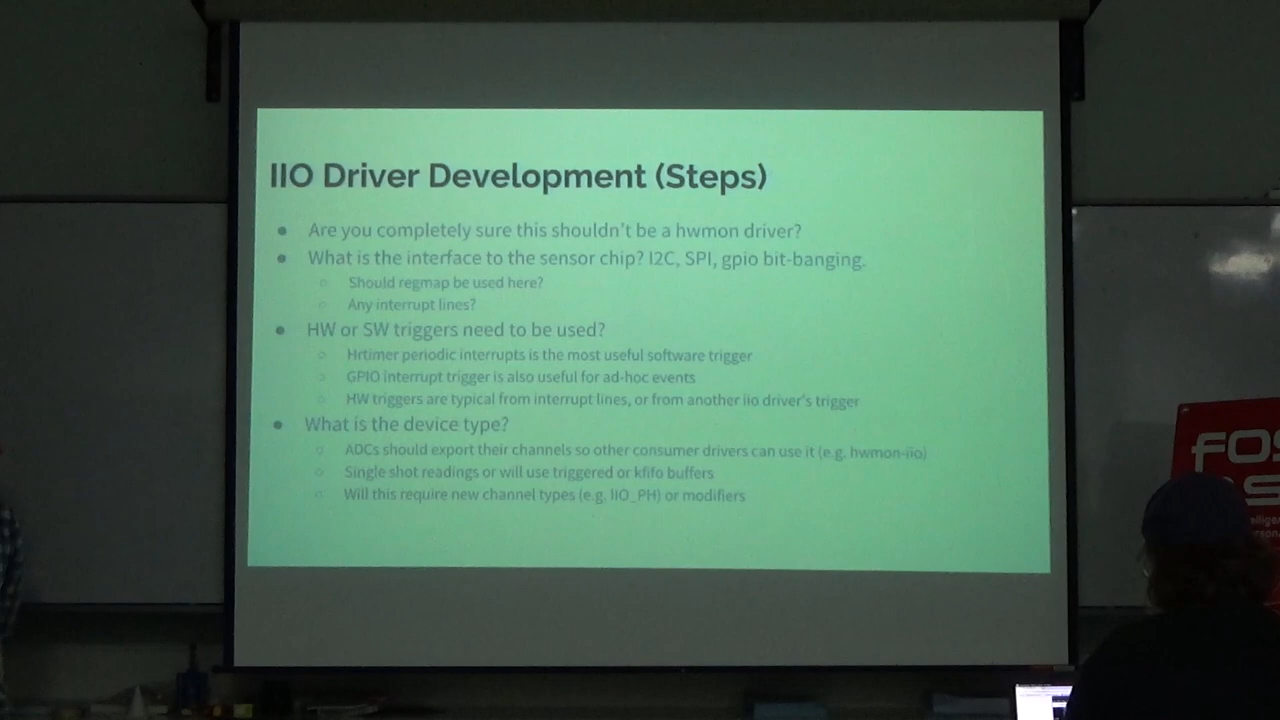 IIO Driver Development (Steps)
Are you completely sure this shouldn't be a hwmon driver?
What is the interface to the sensor chip? I2C, SPI, gpio bit-banging.
Should regmap be used here?
Any interrupt lines?
HW or SW triggers need to be used?
Hrtimer periodic interrupts is the most useful software trigger
GPIO interrupt trigger is also useful for ad-hoc events
HW triggers are typical from interrupt lines, or from another iio driver's trigger
What is the device type?
ADCs should export their channels so other consumer drivers can use it (e.g. hwmon-iio)
Single shot readings or will use triggered or kfifo buffers
Will this require new channel types (e.g. IIO_PH) or modifiers
FOS